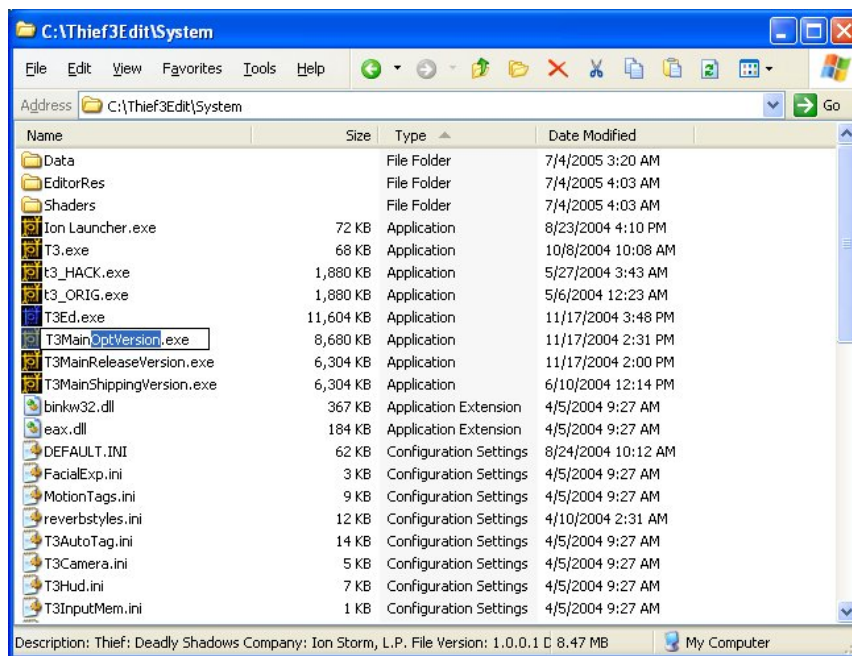 C:\Thief3Edit\System
File Edit View Favorites Tools Help
Address C:\Thief3Edit\System Go
Name Size Type Date Modified
Data File Folder 7/4/2005 3:20 AM
EditorRes File Folder 7/4/2005 4:03 AM
Shaders File Folder 7/4/2005 4:03 AM
Ion Launcher.exe 72 KB Application 8/23/2004 4:10 PM
T3.exe 68 KB Application 10/8/2004 10:08 AM
t3_HACK.exe 1,880 KB Application 5/27/2004 3:43 AM
t3_ORIG.exe 1,880 KB Application 5/6/2004 12:23 AM
T3Ed.exe 11,604 KB Application 11/17/2004 3:48 PM
T3MainOptVersion.exe 8,680 KB Application 11/17/2004 2:31 PM
T3MainReleaseVersion.exe 6,304 KB Application 11/17/2004 2:00 PM
T3MainShippingVersion.exe 6,304 KB Application 6/10/2004 12:14 PM
binkw32.dll 367 KB Application Extension 4/5/2004 9:27 AM
eax.dll 184 KB Application Extension 4/5/2004 9:27 AM
DEFAULT.INI 62 KB Configuration Settings 8/24/2004 10:12 AM
FacialExp.ini 3 KB Configuration Settings 4/5/2004 9:27 AM
MotionTags.ini 9 KB Configuration Settings 4/5/2004 9:27 AM
reverbstyles.ini 12 KB Configuration Settings 4/10/2004 2:31 AM
T3AutoTag.ini 14 KB Configuration Settings 4/5/2004 9:27 AM
T3Camera.ini 5 KB Configuration Settings 4/5/2004 9:27 AM
T3Hud.ini 7 KB Configuration Settings 4/5/2004 9:27 AM
T3InputMem.ini 1 KB Configuration Settings 4/5/2004 9:27 AM
Description: Thief: Deadly Shadows Company: Ion Storm, L.P. File Version: 1.0.0.1 D 8.47 MB My Computer